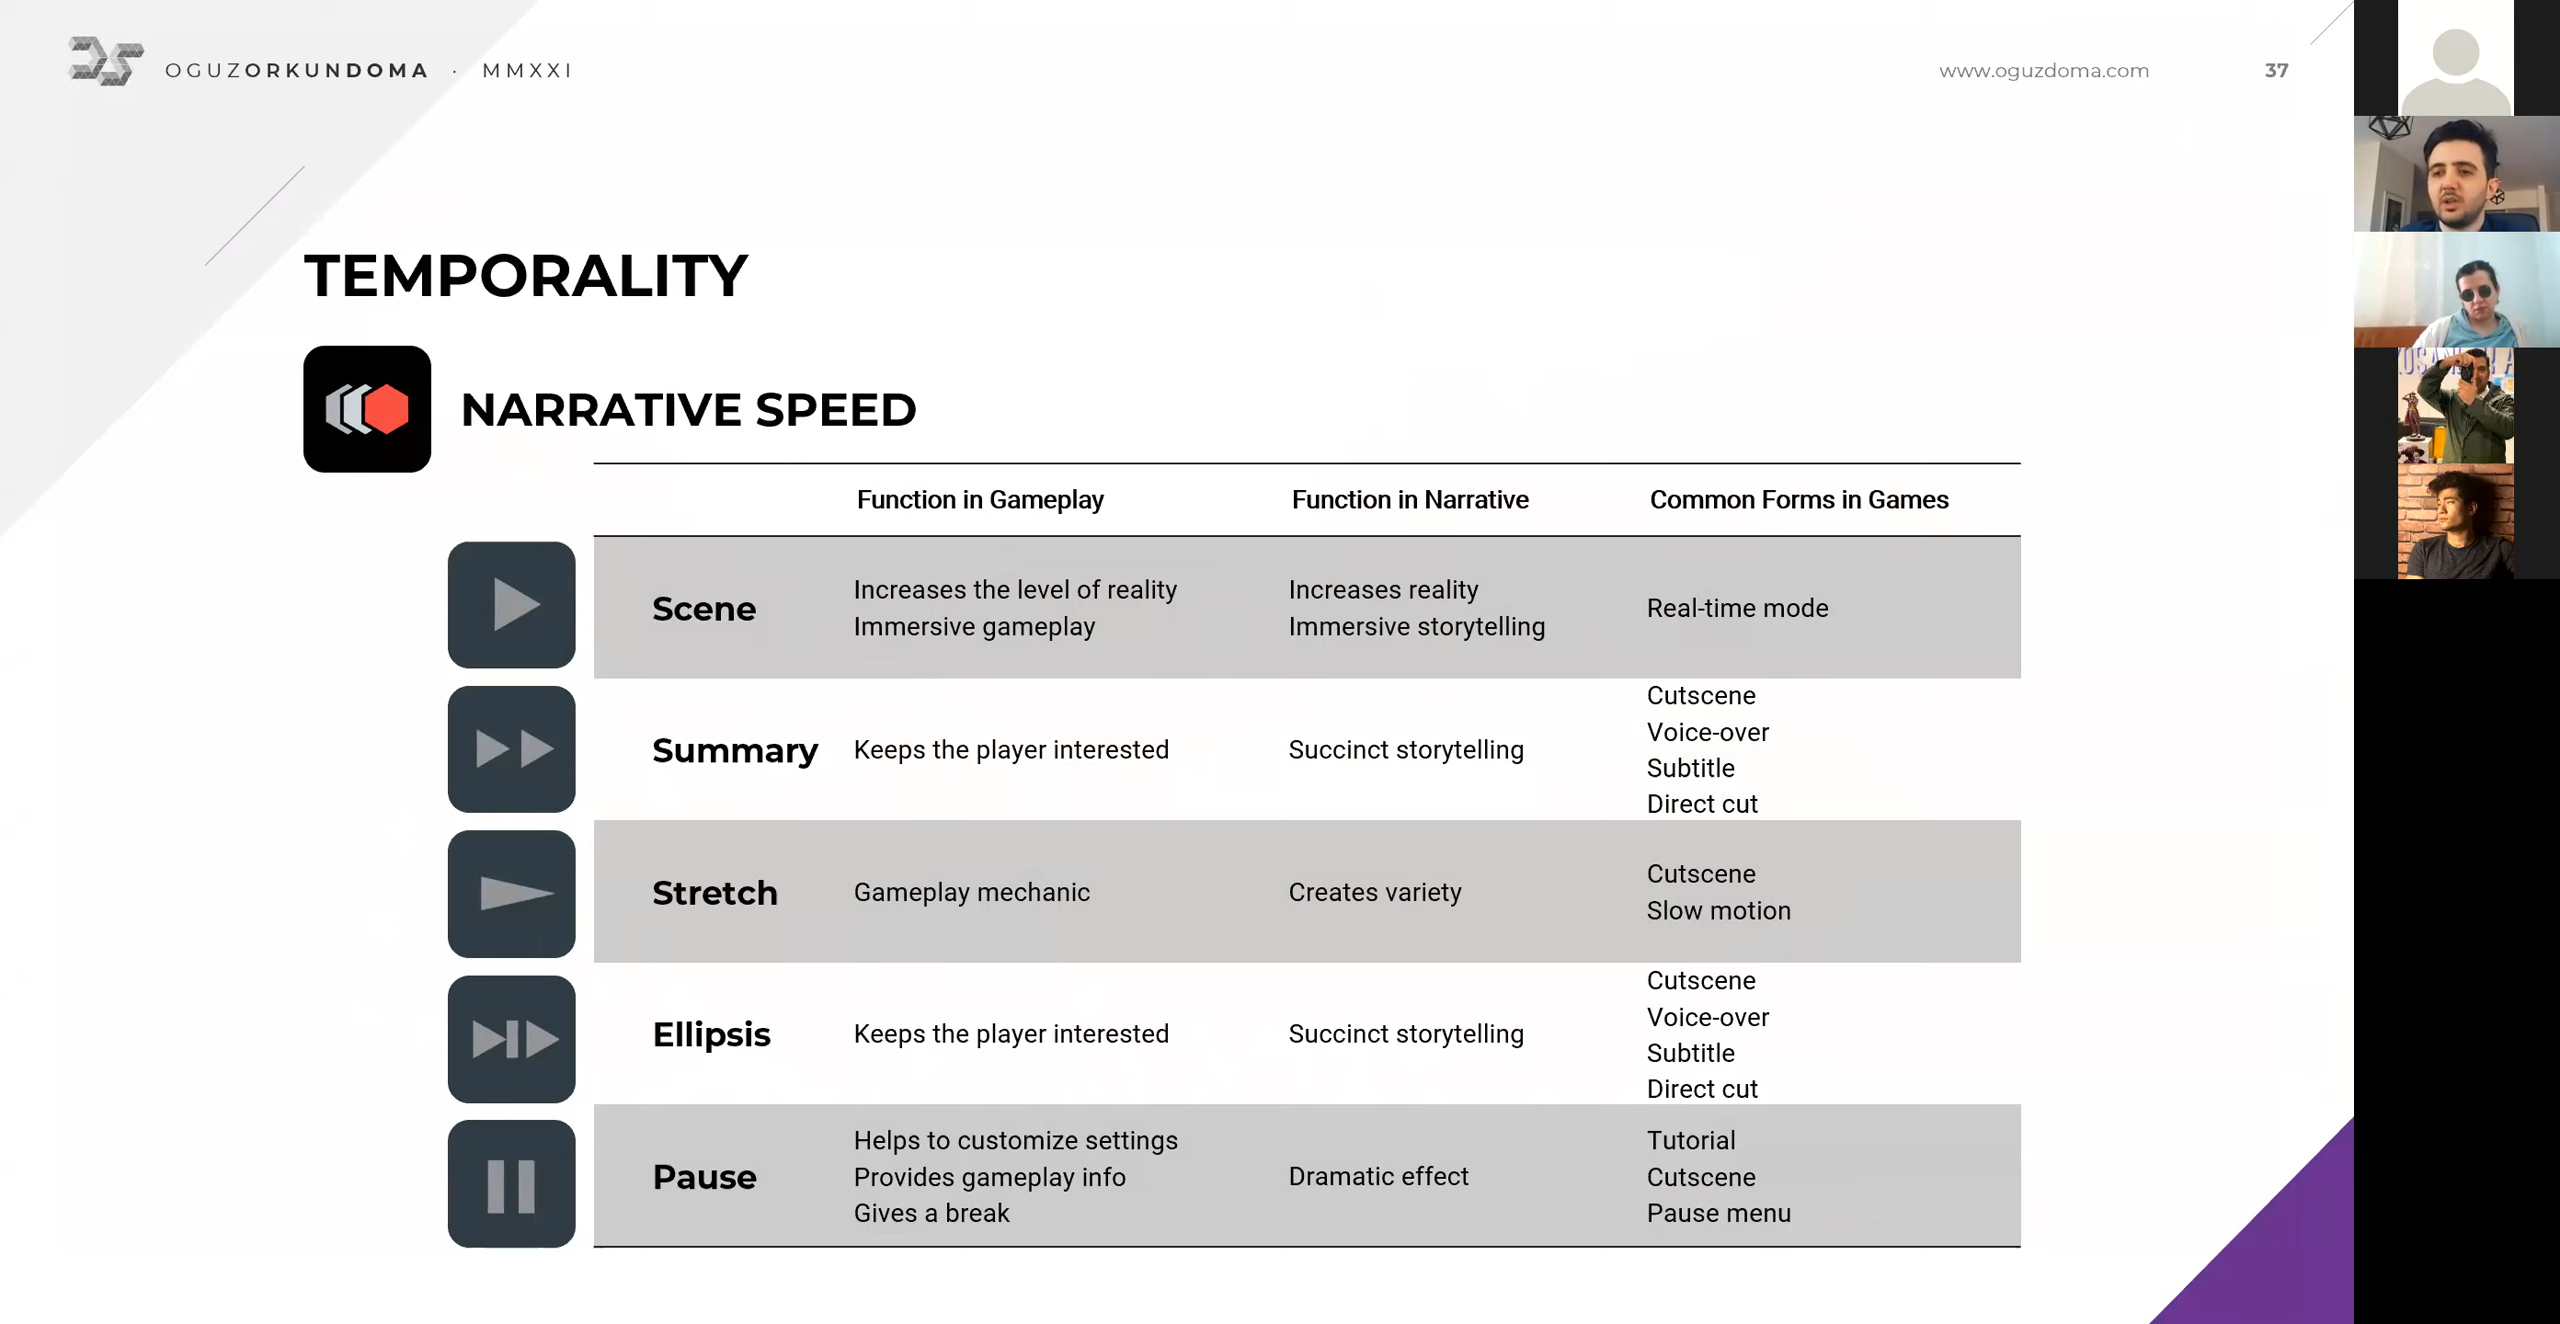 OGUZORKUNDOMA · MMXXI
www.oguzdoma.com
37
TEMPORALITY
NARRATIVE SPEED
Function in Gameplay
Function in Narrative
Common Forms in Games
Scene
Increases the level of reality
Immersive gameplay
Increases reality
Immersive storytelling
Real-time mode
Summary
Keeps the player interested
Succinct storytelling
Cutscene
Voice-over
Subtitle
Direct cut
Stretch
Gameplay mechanic
Creates variety
Cutscene
Slow motion
Ellipsis
Keeps the player interested
Succinct storytelling
Cutscene
Voice-over
Subtitle
Direct cut
Pause
Helps to customize settings
Provides gameplay info
Gives a break
Dramatic effect
Tutorial
Cutscene
Pause menu